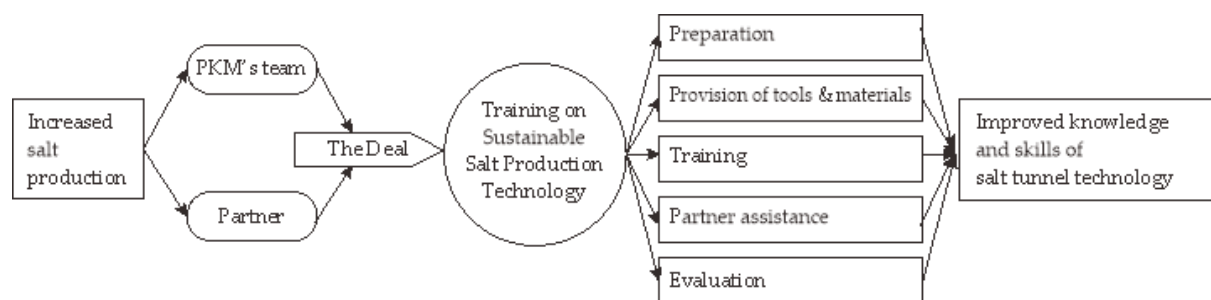 Increased
salt
production
PKM's team
Partner
The Deal
Training on
Sustainable
Salt Production
Technology
Preparation
Provision of tools & materials
Training
Partner assistance
Evaluation
Improved knowledge
and skills of
salt tunnel technology